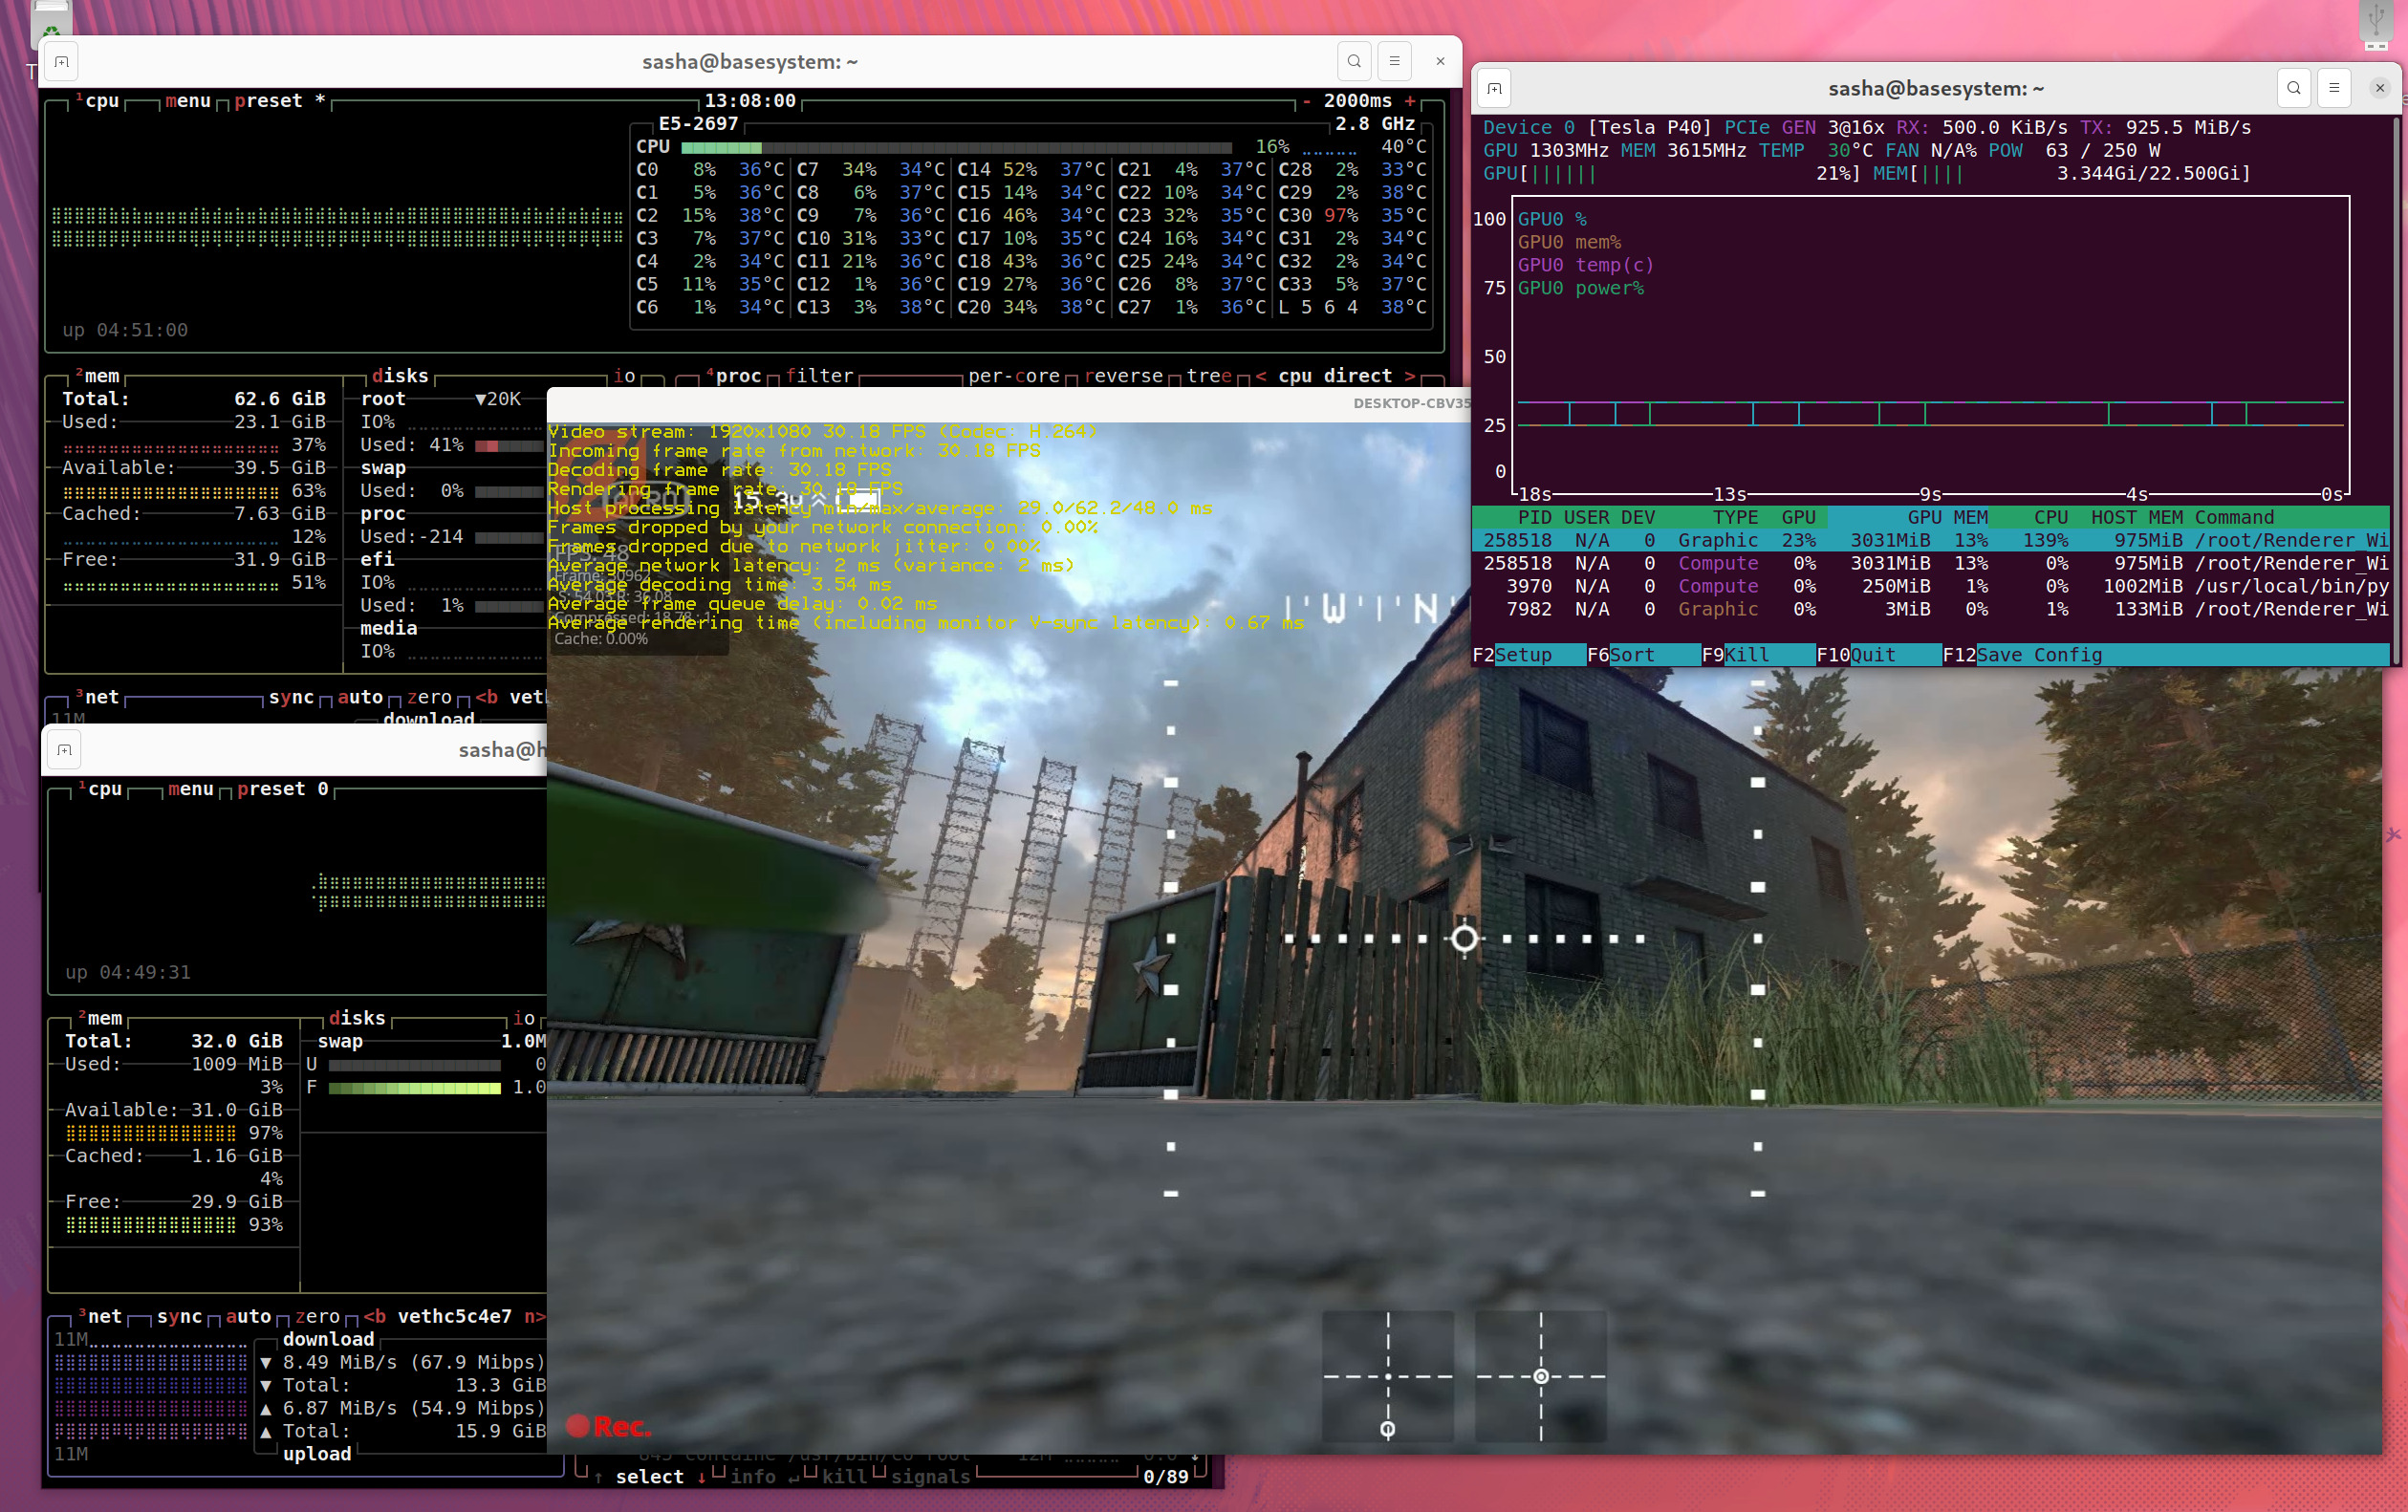 sasha@basesystem: ~
¹cpu menu preset * 13:08:00 - 2000ms +
E5-2697 2.8 GHz
CPU 16% 40°C
C0 8% 36°C C7 34% 34°C C14 52% 37°C C21 4% 37°C C28 2% 33°C
C1 5% 36°C C8 6% 37°C C15 14% 34°C C22 10% 34°C C29 2% 38°C
C2 15% 38°C C9 7% 36°C C16 46% 34°C C23 32% 35°C C30 97% 35°C
C3 7% 37°C C10 31% 33°C C17 10% 35°C C24 16% 34°C C31 2% 34°C
C4 2% 34°C C11 21% 36°C C18 43% 36°C C25 24% 34°C C32 2% 34°C
C5 11% 35°C C12 1% 36°C C19 27% 36°C C26 8% 37°C C33 5% 37°C
C6 1% 34°C C13 3% 38°C C20 34% 38°C C27 1% 36°C L 5 6 4 38°C
up 04:51:00
²mem disks io ⁴proc filter per-core reverse tree < cpu direct >
Total: 62.6 GiB root ▼20K
Used: 23.1 GiB IO%
37% Used: 41%
Available: 39.5 GiB swap
63% Used: 0%
Cached: 7.63 GiB proc
12% Used:-214
Free: 31.9 GiB efi
51% IO%
Used: 1%
media
IO%
³net sync auto zero <b vet
11M download
sasha@basesystem: ~
Device 0 [Tesla P40] PCIe GEN 3@16x RX: 500.0 KiB/s TX: 925.5 MiB/s
GPU 1303MHz MEM 3615MHz TEMP 30°C FAN N/A% POW 63 / 250 W
GPU[|||||| 21%] MEM[|||| 3.344Gi/22.500Gi]
100 GPU0 %
GPU0 mem%
GPU0 temp(c)
75 GPU0 power%
50
25
0
18s 13s 9s 4s 0s
PID USER DEV TYPE GPU GPU MEM CPU HOST MEM Command
258518 N/A 0 Graphic 23% 3031MiB 13% 139% 975MiB /root/Renderer_Wi
258518 N/A 0 Compute 0% 3031MiB 13% 0% 975MiB /root/Renderer_Wi
3970 N/A 0 Compute 0% 250MiB 1% 0% 1002MiB /usr/local/bin/py
7982 N/A 0 Graphic 0% 3MiB 0% 1% 133MiB /root/Renderer_Wi
F2Setup F6Sort F9Kill F10Quit F12Save Config
DESKTOP-CBV35
Video stream: 1920x1080 30.18 FPS (Codec: H.264)
Incoming frame rate from network: 30.18 FPS
Decoding frame rate: 30.18 FPS
Rendering frame rate: 30.18 FPS
15.3v
Host processing latency min/max/average: 29.0/62.2/48.0 ms
Frames dropped by your network connection: 0.00%
Frames dropped due to network jitter: 0.00%
FPS: 48
Average network latency: 2 ms (variance: 2 ms)
Average decoding time: 3.54 ms
Average frame queue delay: 0.02 ms
Average rendering time (including monitor V-sync latency): 0.67 ms
Cache: 0.00%
W N
Rec.
sasha@h
¹cpu menu preset 0
up 04:49:31
²mem disks io
Total: 32.0 GiB swap 1.0M
Used: 1009 MiB U 0
3% F 1.0
Available: 31.0 GiB
97%
Cached: 1.16 GiB
4%
Free: 29.9 GiB
93%
³net sync auto zero <b vethc5c4e7 n>
11M download
▼ 8.49 MiB/s (67.9 Mibps)
▼ Total: 13.3 GiB
▲ 6.87 MiB/s (54.9 Mibps)
▲ Total: 15.9 GiB
11M upload
↑ select ↓ info ↵ kill signals 0/89